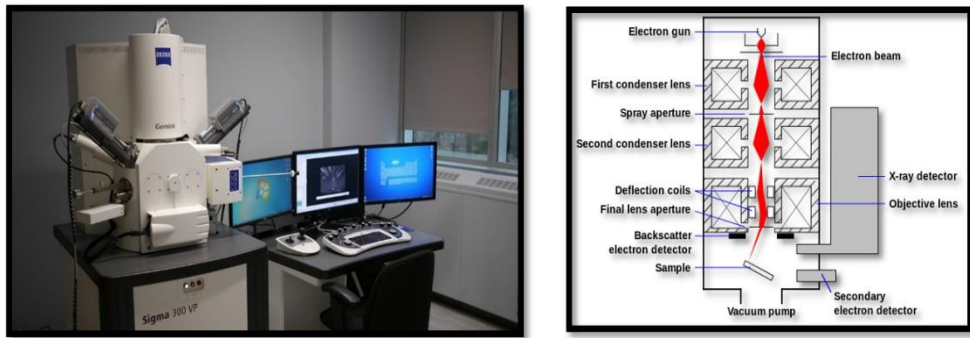 ZEISS
Gemini
Sigma 300 VP
Electron gun
Electron beam
First condenser lens
Spray aperture
Second condenser lens
X-ray detector
Deflection coils
Final lens aperture
Objective lens
Backscatter
electron detector
Sample
Vacuum pump
Secondary
electron detector